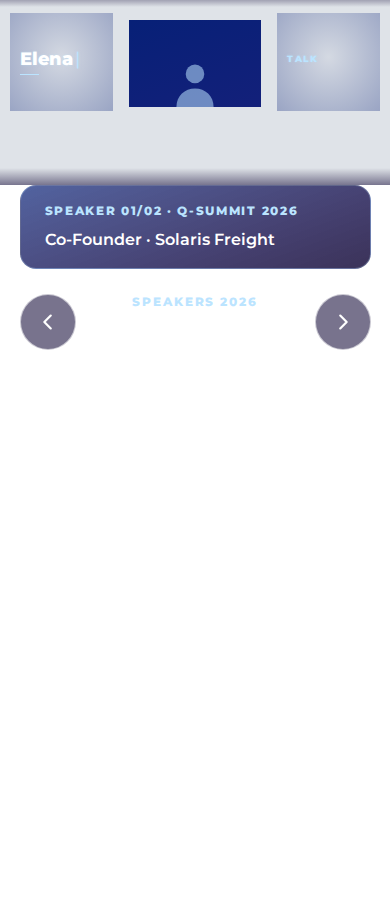 Elena
TALK
SPEAKER 01/02 · Q-SUMMIT 2026
Co-Founder · Solaris Freight
SPEAKERS 2026